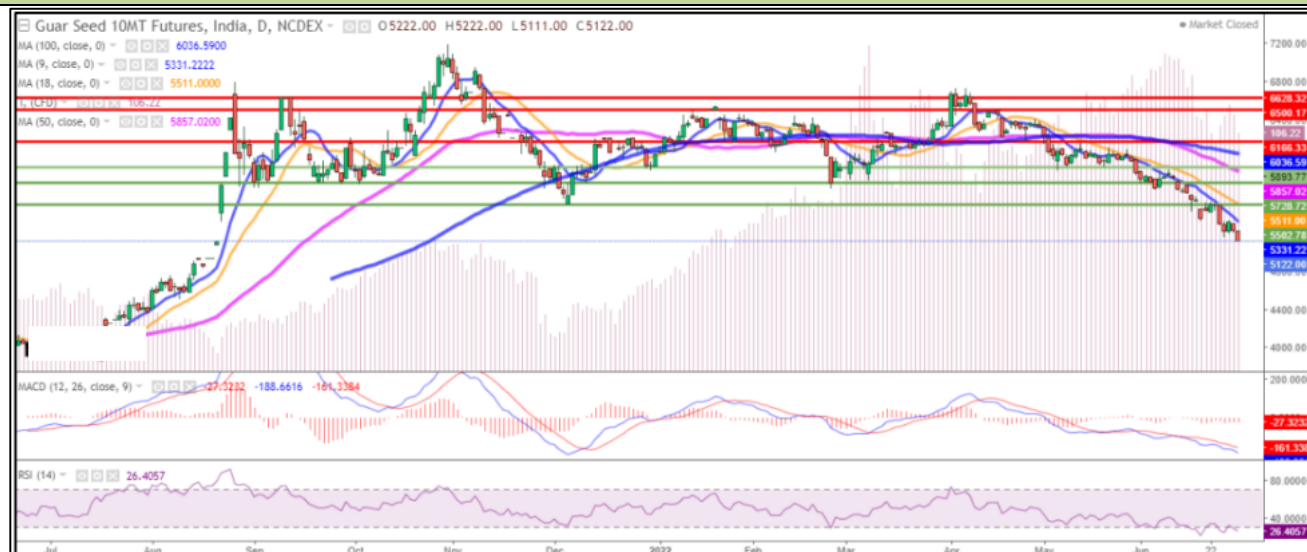 Guar Seed 10MT Futures, India, D, NCDEX O5222.00 H5222.00 L5111.00 C5122.00
Market Closed
MA (100, close, 0) 6036.5900
MA (9, close, 0) 5331.2222
MA (18, close, 0) 5511.0000
(CFD) 106.22
MA (50, close, 0) 5857.0200
7200.00
6800.00
6628.32
6500.17
106.22
6166.33
6036.59
5893.77
5857.02
5728.72
5511.00
5502.78
5331.22
5122.00
4400.00
4000.00
MACD (12, 26, close, 9) -27.3232 -188.6616 -161.3384
200.000
-27.3232
-161.338
RSI (14) 26.4057
80.0000
40.0000
26.4057
Jul Aug Sep Oct Nov Dec 2022 Feb Mar Apr May Jun 22